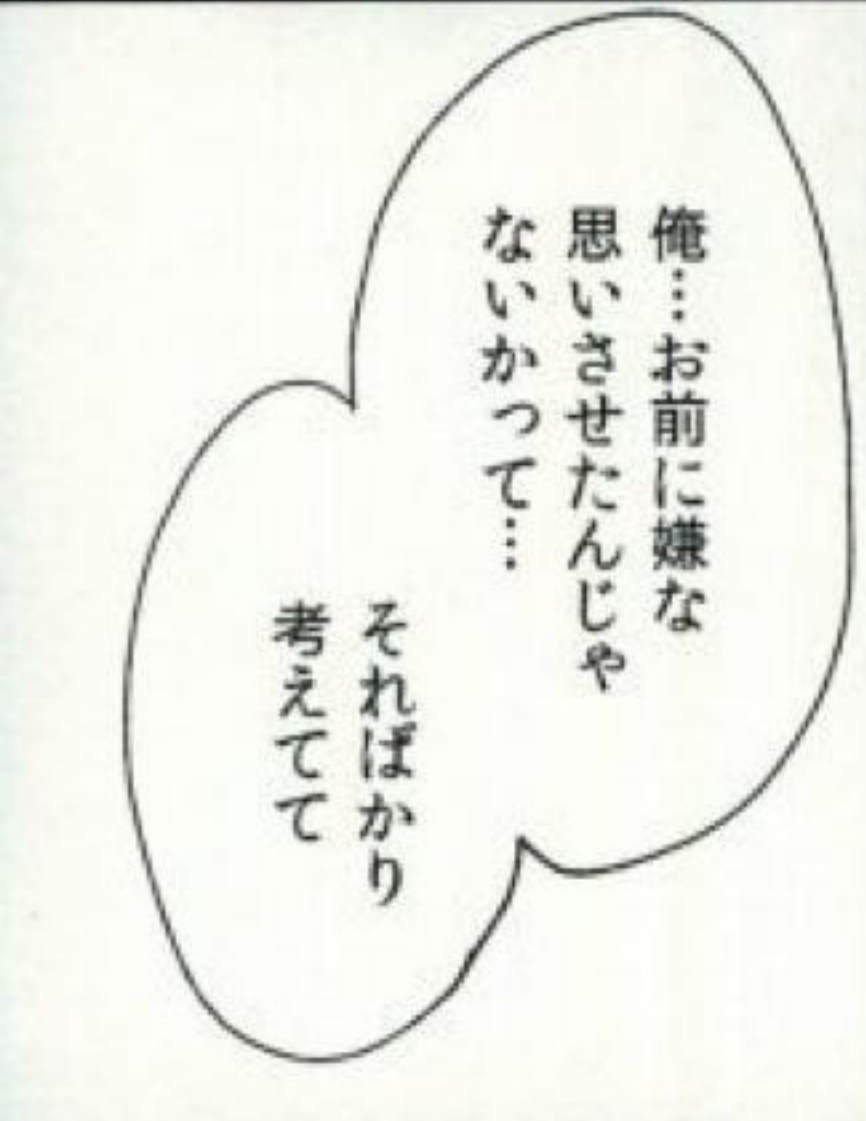 俺…お前に嫌な
思いさせたんじゃ
ないかって…
そればかり
考えてて